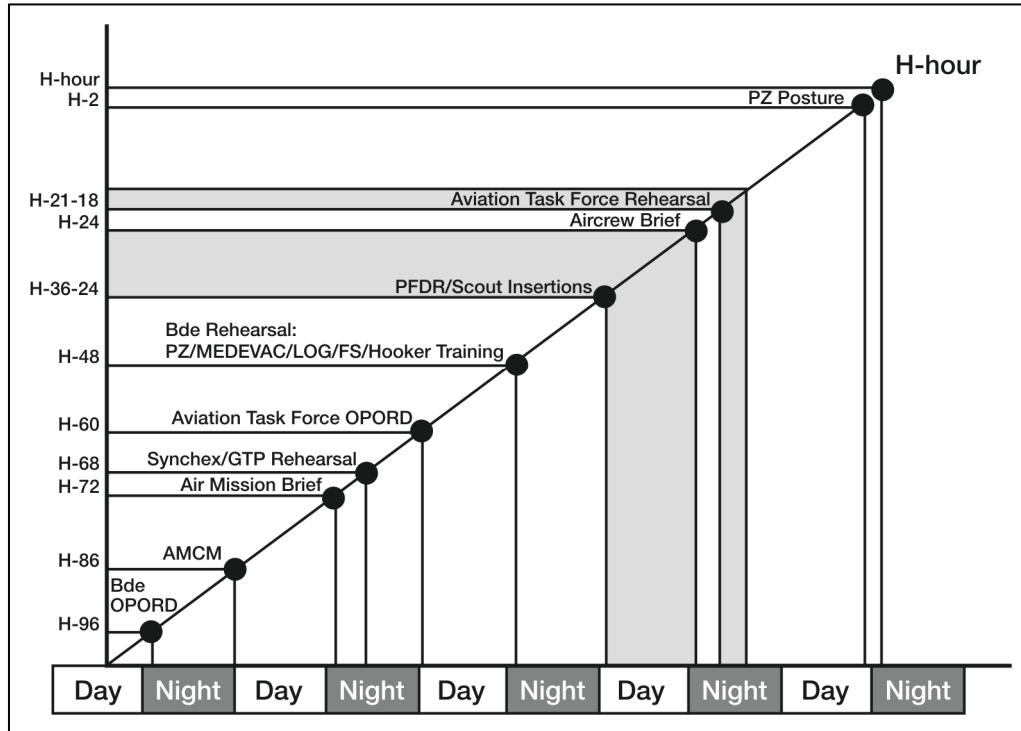 H-hour
H-hour
H-2
PZ Posture
H-21-18
Aviation Task Force Rehearsal
H-24
Aircrew Brief
H-36-24
PFDR/Scout Insertions
Bde Rehearsal:
PZ/MEDEVAC/LOG/FS/Hooker Training
H-48
Aviation Task Force OPORD
H-60
Synchex/GTP Rehearsal
H-68
Air Mission Brief
H-72
AMCM
H-86
Bde
OPORD
H-96
Day Night Day Night Day Night Day Night Day Night